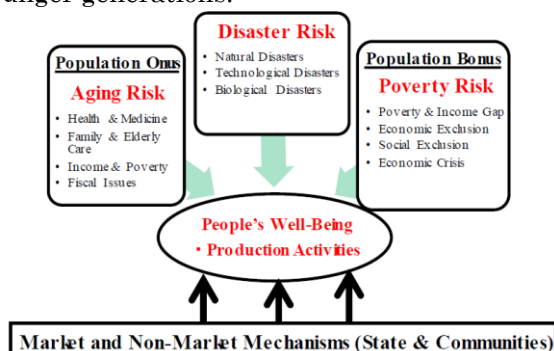 unger generations.
Population Onus
Aging Risk
• Health & Medicine
• Family & Elderly
Care
• Income & Poverty
• Fiscal Issues
Disaster Risk
• Natural Disasters
• Technological Disasters
• Biological Disasters
Population Bonus
Poverty Risk
• Poverty & Income Gap
• Economic Exclusion
• Social Exclusion
• Economic Crisis
People's Well-Being
• Production Activities
Market and Non-Market Mechanisms (State & Communities)